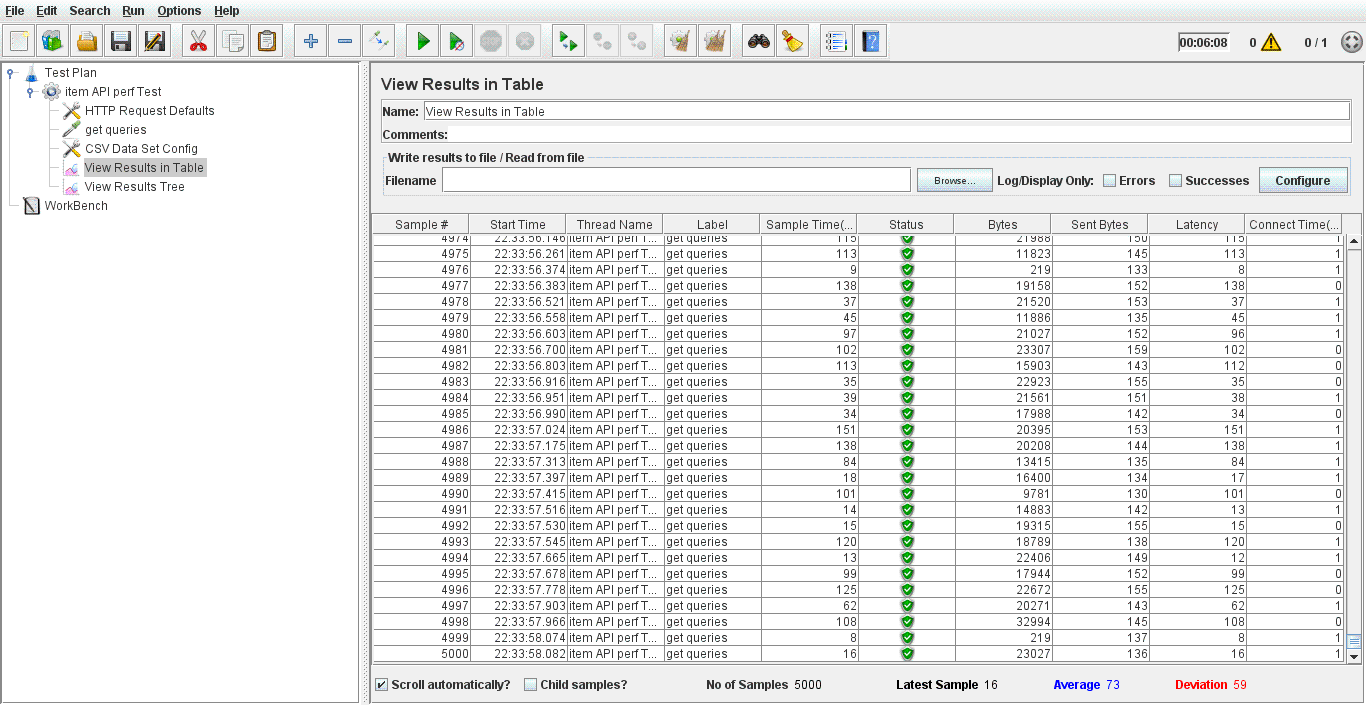 File Edit Search Run Options Help
00:06:08 0 0 / 1
Test Plan
item API perf Test
HTTP Request Defaults
get queries
CSV Data Set Config
View Results in Table
View Results Tree
WorkBench
View Results in Table
Name: View Results in Table
Comments:
Write results to file / Read from file
Filename Browse... Log/Display Only: Errors Successes Configure
Sample # Start Time Thread Name Label Sample Time(... Status Bytes Sent Bytes Latency Connect Time(...
4974 22:33:56.146 item API perf T... get queries 115 21988 150 115 1
4975 22:33:56.261 item API perf T... get queries 113 11823 145 113 1
4976 22:33:56.374 item API perf T... get queries 9 219 133 8 1
4977 22:33:56.383 item API perf T... get queries 138 19158 152 138 0
4978 22:33:56.521 item API perf T... get queries 37 21520 153 37 1
4979 22:33:56.558 item API perf T... get queries 45 11886 135 45 1
4980 22:33:56.603 item API perf T... get queries 97 21027 152 96 1
4981 22:33:56.700 item API perf T... get queries 102 23307 159 102 0
4982 22:33:56.803 item API perf T... get queries 113 15903 143 112 0
4983 22:33:56.916 item API perf T... get queries 35 22923 155 35 0
4984 22:33:56.951 item API perf T... get queries 39 21561 151 38 1
4985 22:33:56.990 item API perf T... get queries 34 17988 142 34 0
4986 22:33:57.024 item API perf T... get queries 151 20395 153 151 1
4987 22:33:57.175 item API perf T... get queries 138 20208 144 138 1
4988 22:33:57.313 item API perf T... get queries 84 13415 135 84 1
4989 22:33:57.397 item API perf T... get queries 18 16400 134 17 1
4990 22:33:57.415 item API perf T... get queries 101 9781 130 101 0
4991 22:33:57.516 item API perf T... get queries 14 14883 142 13 1
4992 22:33:57.530 item API perf T... get queries 15 19315 155 15 0
4993 22:33:57.545 item API perf T... get queries 120 18789 138 120 1
4994 22:33:57.665 item API perf T... get queries 13 22406 149 12 1
4995 22:33:57.678 item API perf T... get queries 99 17944 152 99 0
4996 22:33:57.778 item API perf T... get queries 125 22672 155 125 0
4997 22:33:57.903 item API perf T... get queries 62 20271 143 62 1
4998 22:33:57.966 item API perf T... get queries 108 32994 145 108 0
4999 22:33:58.074 item API perf T... get queries 8 219 137 8 1
5000 22:33:58.082 item API perf T... get queries 16 23027 136 16 1
Scroll automatically? Child samples? No of Samples 5000 Latest Sample 16 Average 73 Deviation 59